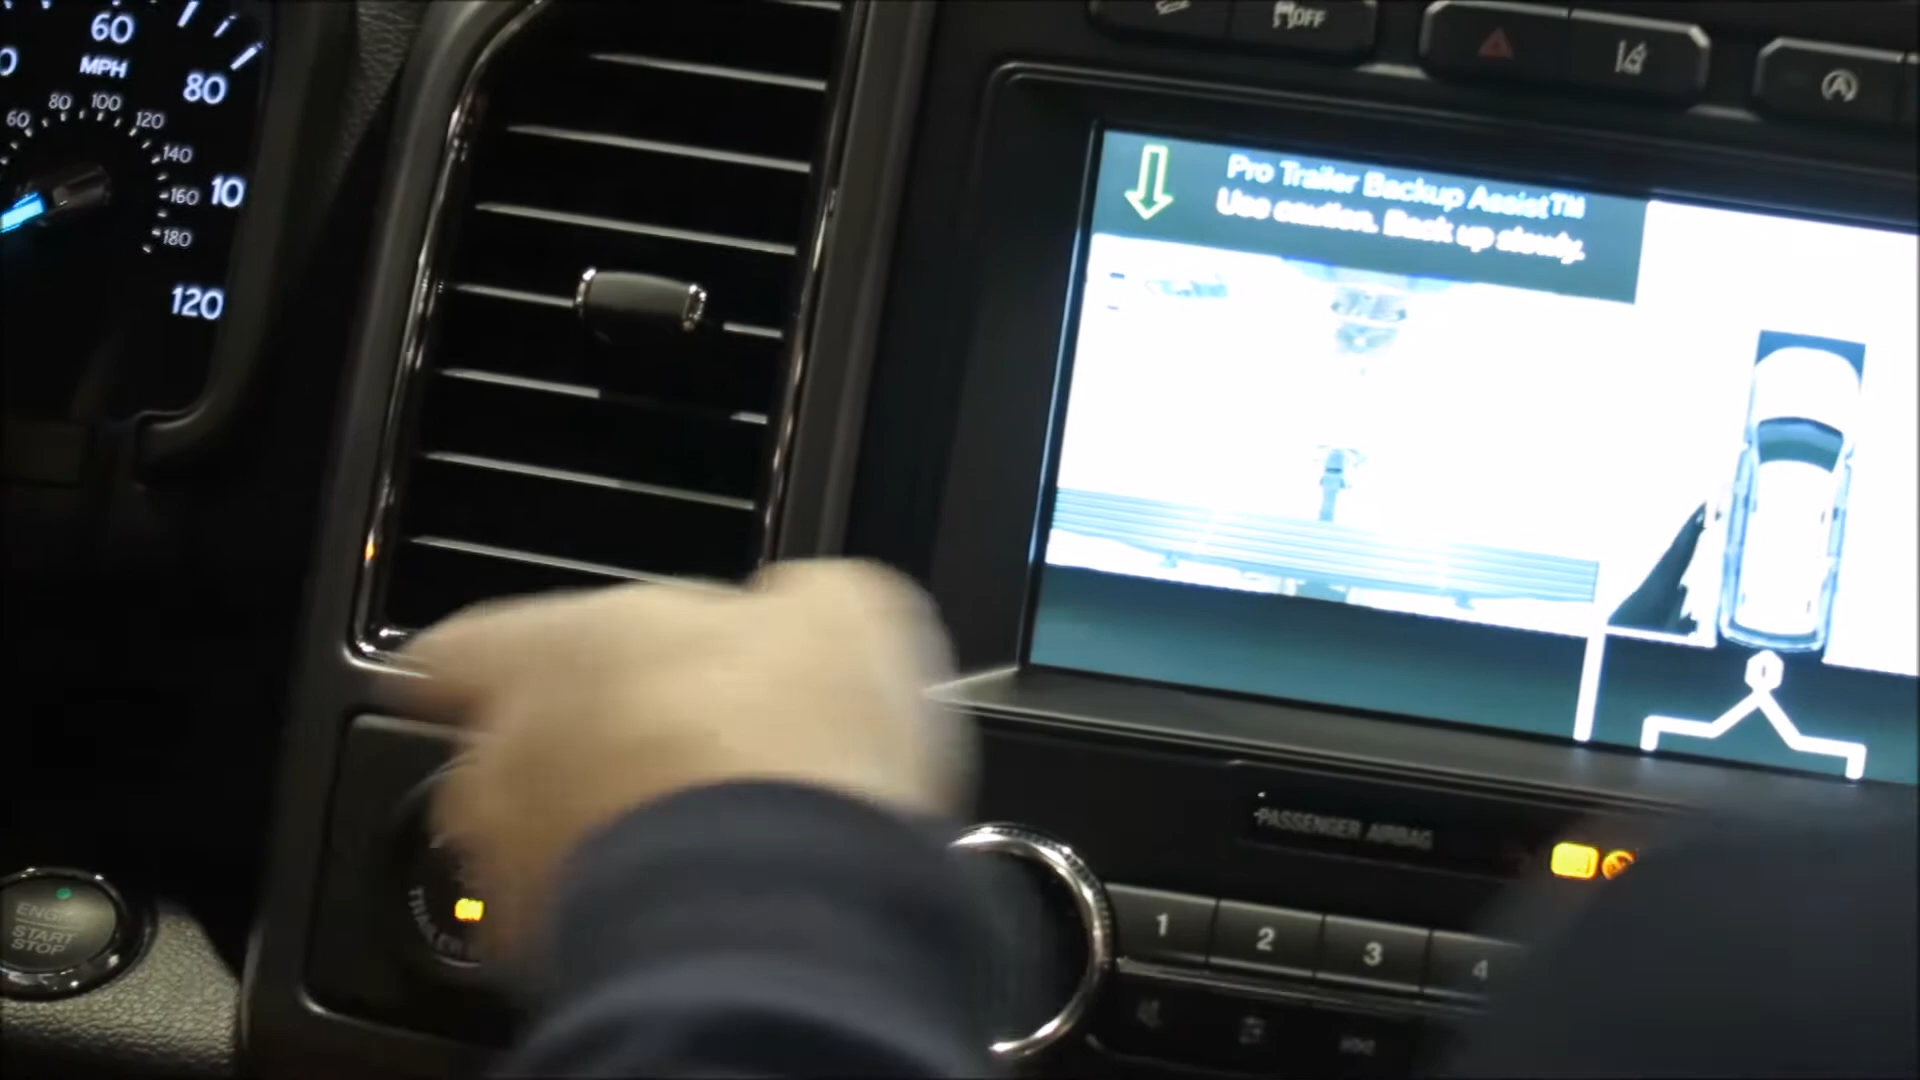 60
MPH
80
80
100
60
120
140
160
10
180
120
OFF
Pro Trailer Backup Assist™
Use caution. Back up slowly.
PASSENGER AIRBAG
ENGINE
START
STOP
TRAILER
1
2
3
4